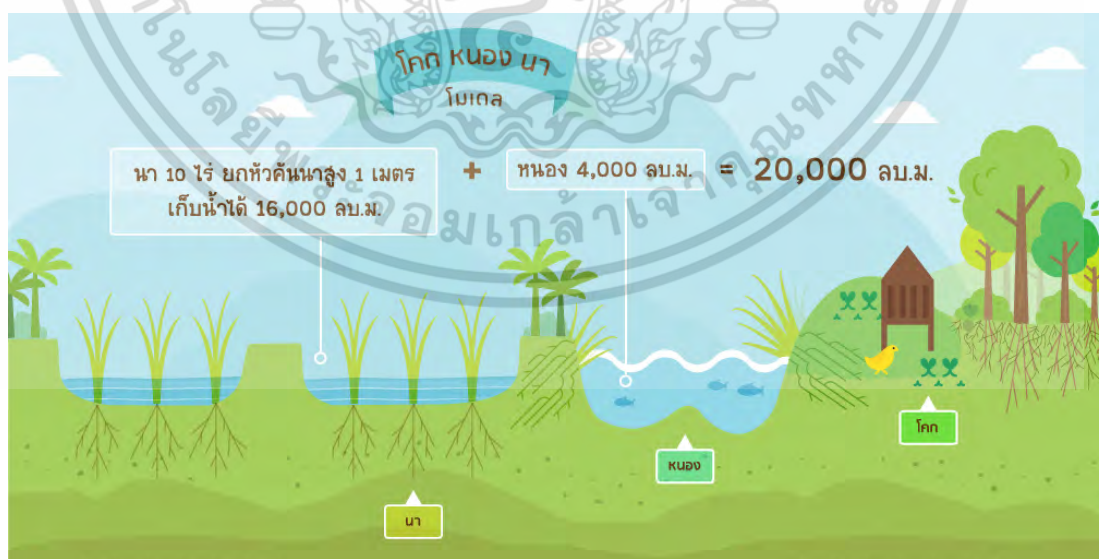 โคก หนอง นา
โมเดล
นา 10 ไร่ ยกหัวคันนาสูง 1 เมตร
เก็บน้ำได้ 16,000 ลบ.ม.
+
หนอง 4,000 ลบ.ม.
= 20,000 ลบ.ม.
โคก
หนอง
นา